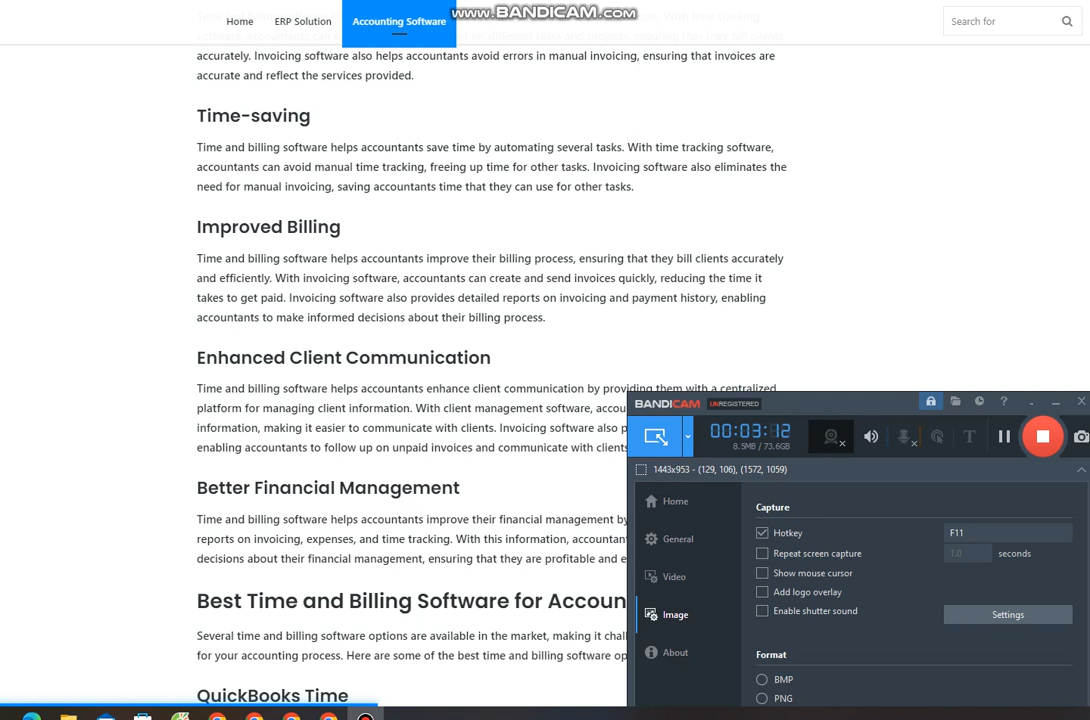 www.BANDICAM.com
Home
ERP Solution
Accounting Software
Search for
accurately. Invoicing software also helps accountants avoid errors in manual invoicing, ensuring that invoices are
accurate and reflect the services provided.
Time-saving
Time and billing software helps accountants save time by automating several tasks. With time tracking software,
accountants can avoid manual time tracking, freeing up time for other tasks. Invoicing software also eliminates the
need for manual invoicing, saving accountants time that they can use for other tasks.
Improved Billing
Time and billing software helps accountants improve their billing process, ensuring that they bill clients accurately
and efficiently. With invoicing software, accountants can create and send invoices quickly, reducing the time it
takes to get paid. Invoicing software also provides detailed reports on invoicing and payment history, enabling
accountants to make informed decisions about their billing process.
Enhanced Client Communication
Time and billing software helps accountants enhance client communication by providing them with a centralized
platform for managing client information. With client management software, accou
information, making it easier to communicate with clients. Invoicing software also p
enabling accountants to follow up on unpaid invoices and communicate with clients
Better Financial Management
Time and billing software helps accountants improve their financial management by
reports on invoicing, expenses, and time tracking. With this information, accountan
decisions about their financial management, ensuring that they are profitable and e
Best Time and Billing Software for Accoun
Several time and billing software options are available in the market, making it chall
for your accounting process. Here are some of the best time and billing software op
QuickBooks Time
BANDICAM
UNREGISTERED
00:03:12
8.5MB / 73.6GB
1443x953 - (129, 106), (1572, 1059)
Home
General
Video
Image
About
Capture
Hotkey
F11
Repeat screen capture
1.0
seconds
Show mouse cursor
Add logo overlay
Enable shutter sound
Settings
Format
BMP
PNG